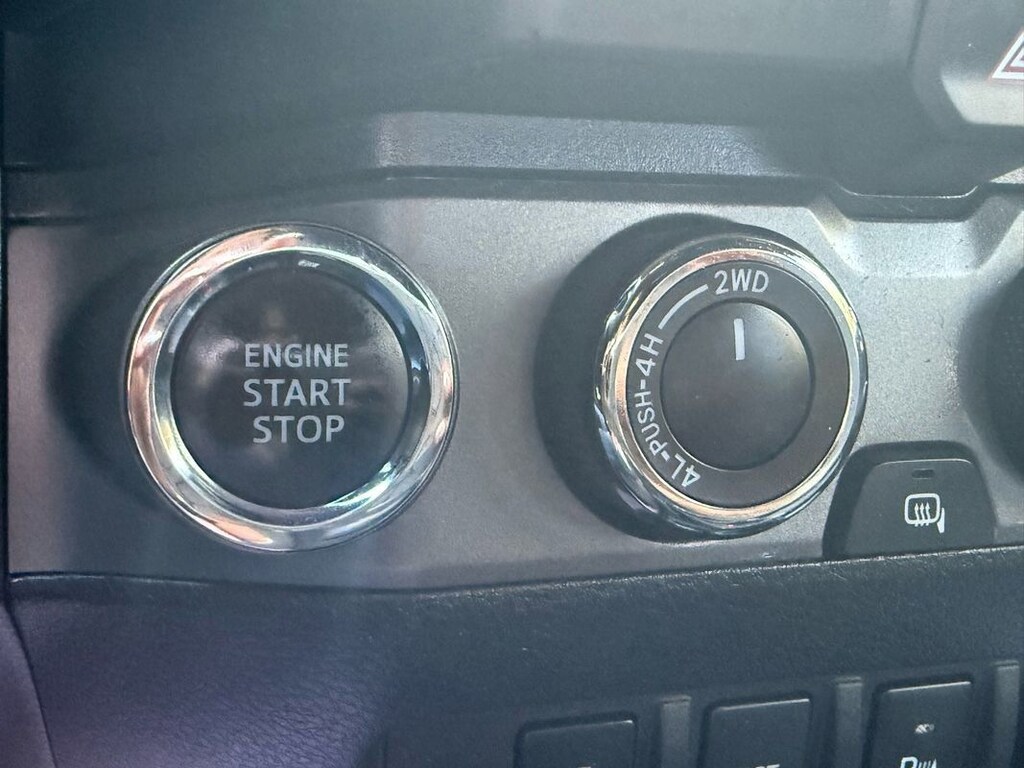 ENGINE
START
STOP
2WD
4L-PUSH-4H